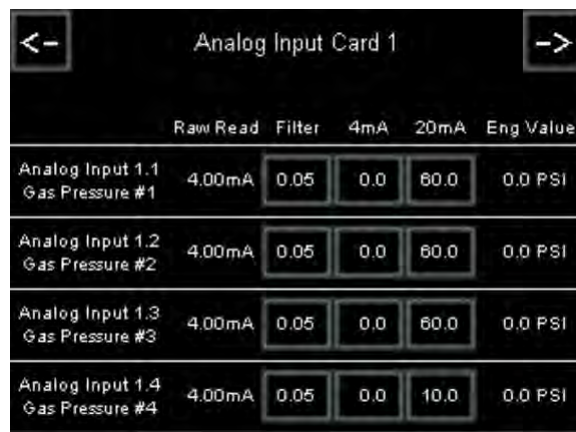 <- Analog Input Card 1 ->
Raw Read Filter 4mA 20mA Eng Value
Analog Input 1.1
Gas Pressure #1
4.00mA 0.05 0.0 60.0 0.0 PSI
Analog Input 1.2
Gas Pressure #2
4.00mA 0.05 0.0 60.0 0.0 PSI
Analog Input 1.3
Gas Pressure #3
4.00mA 0.05 0.0 60.0 0.0 PSI
Analog Input 1.4
Gas Pressure #4
4.00mA 0.05 0.0 10.0 0.0 PSI